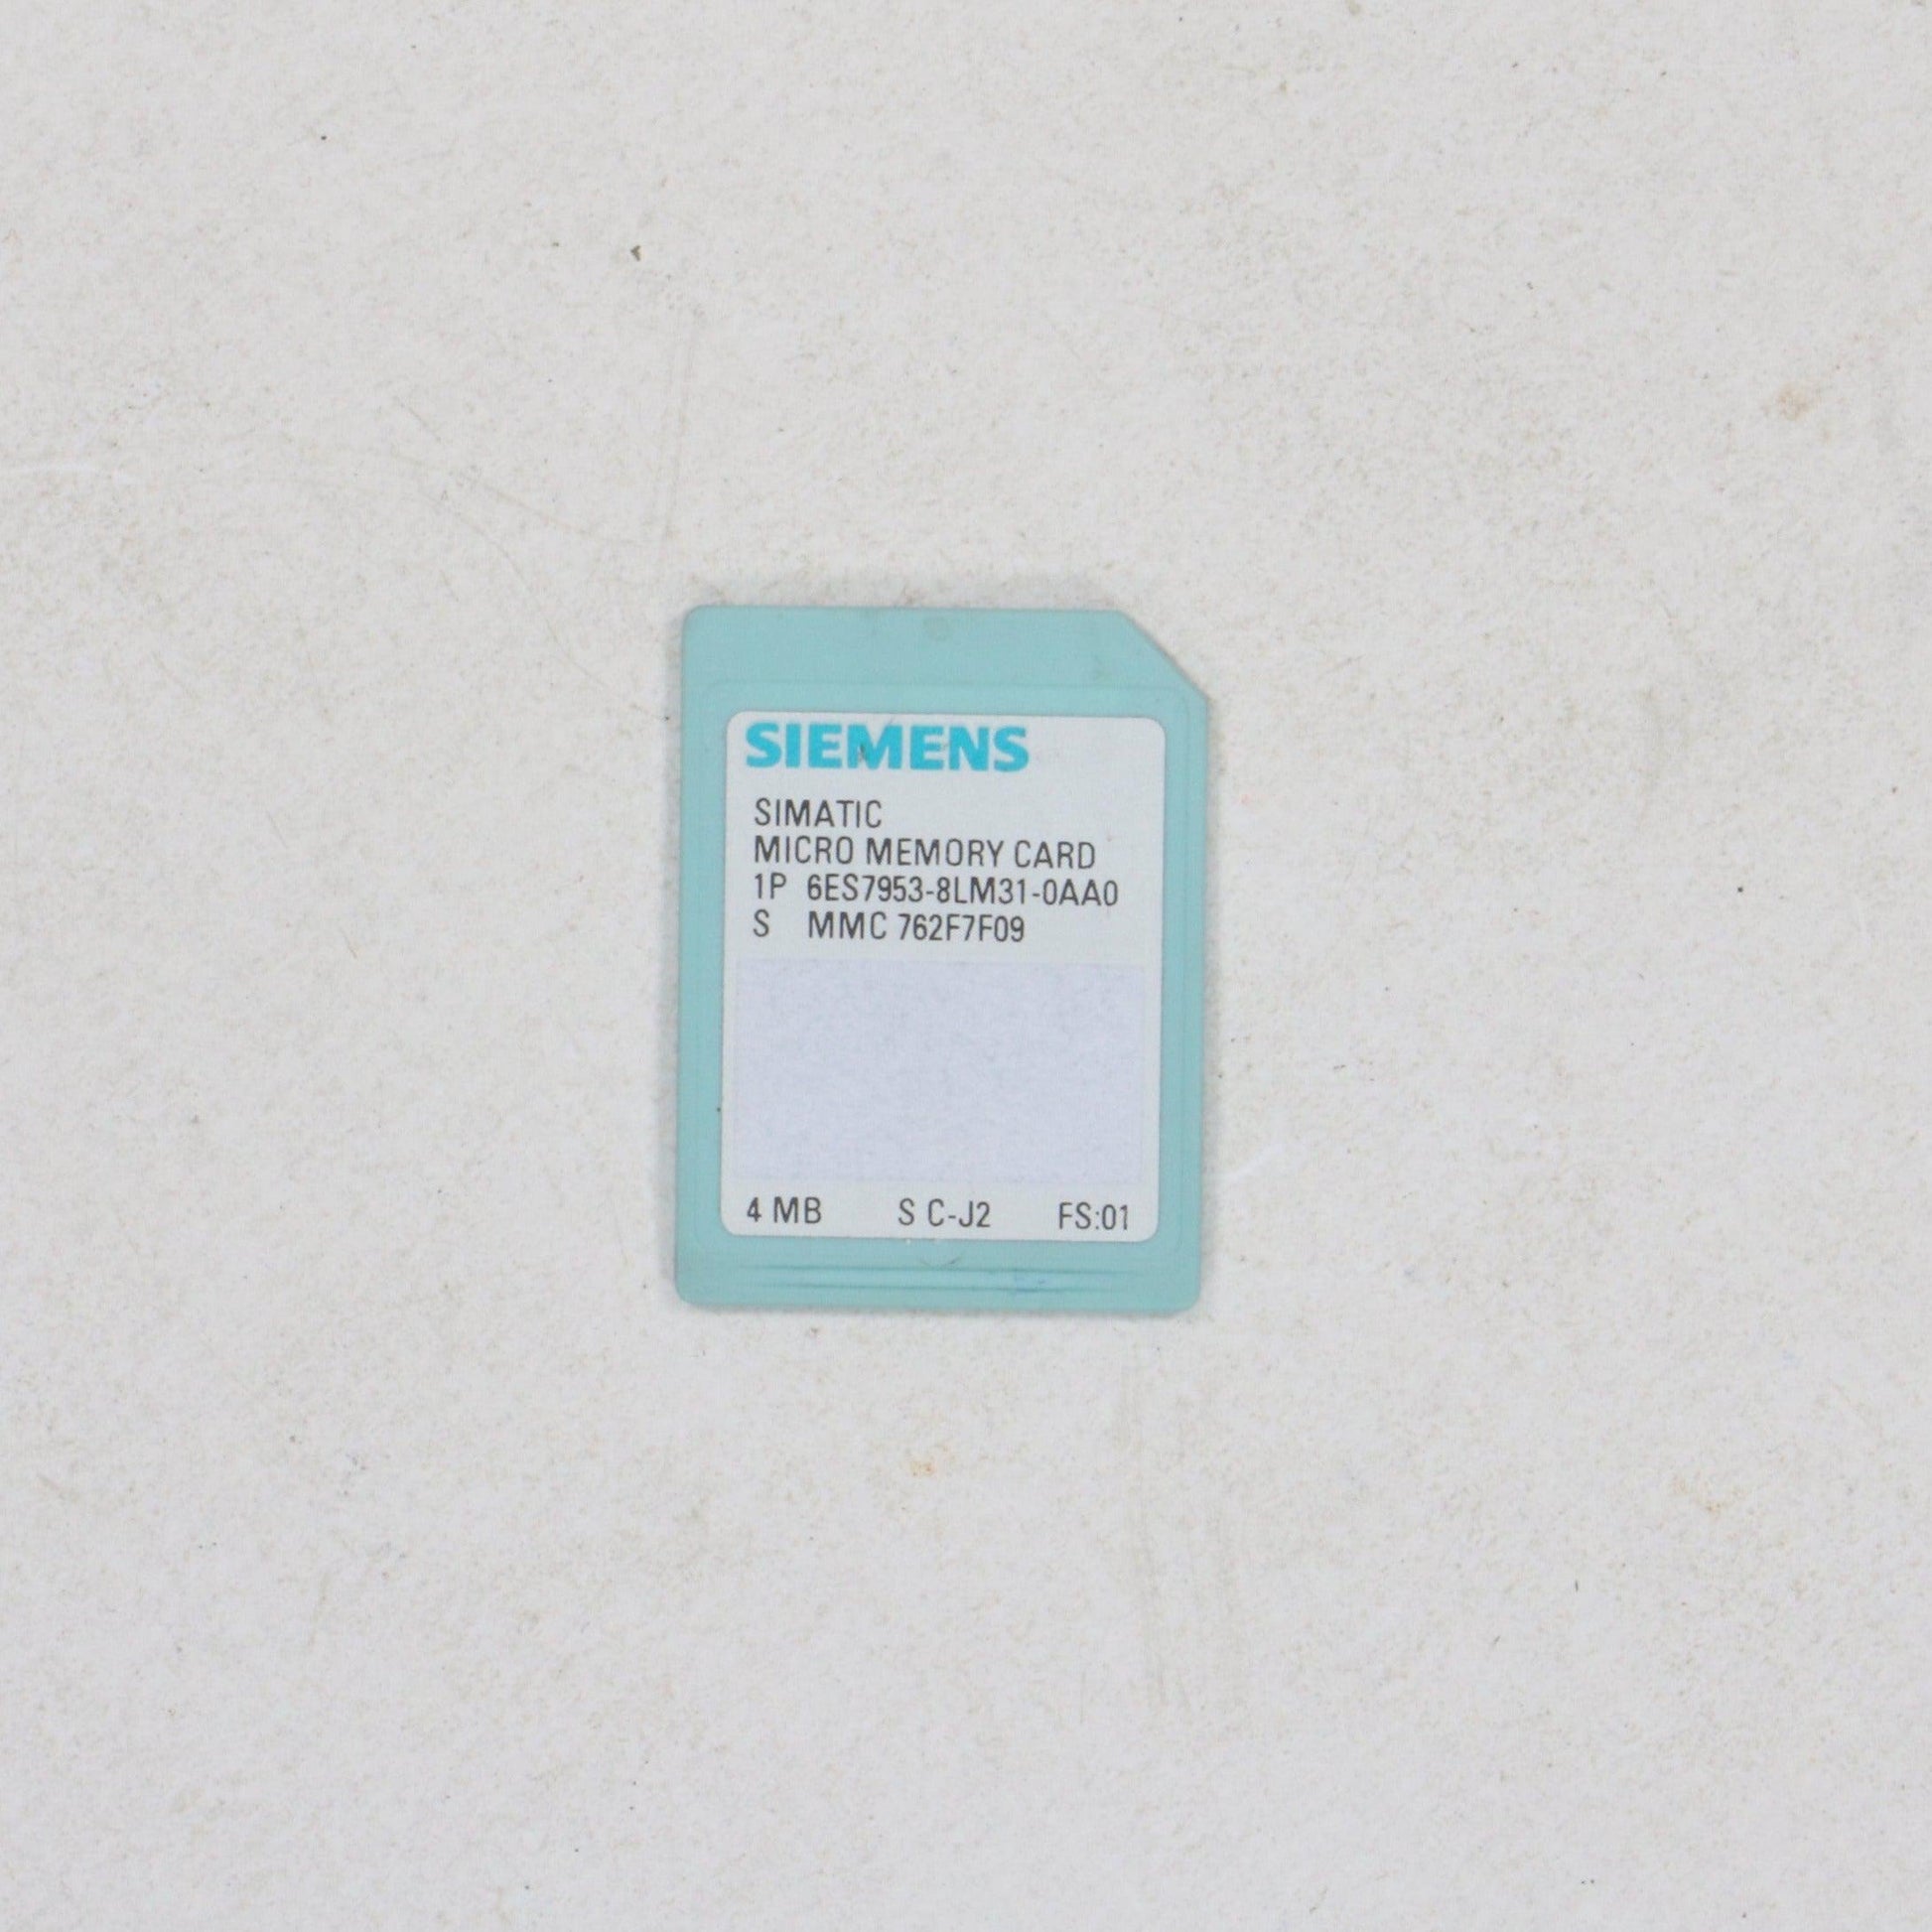 SIEMENS
SIMATIC
MICRO MEMORY CARD
1P 6ES7953-8LM31-0AA0
S MMC 762F7F09
4 MB S C-J2 FS:01